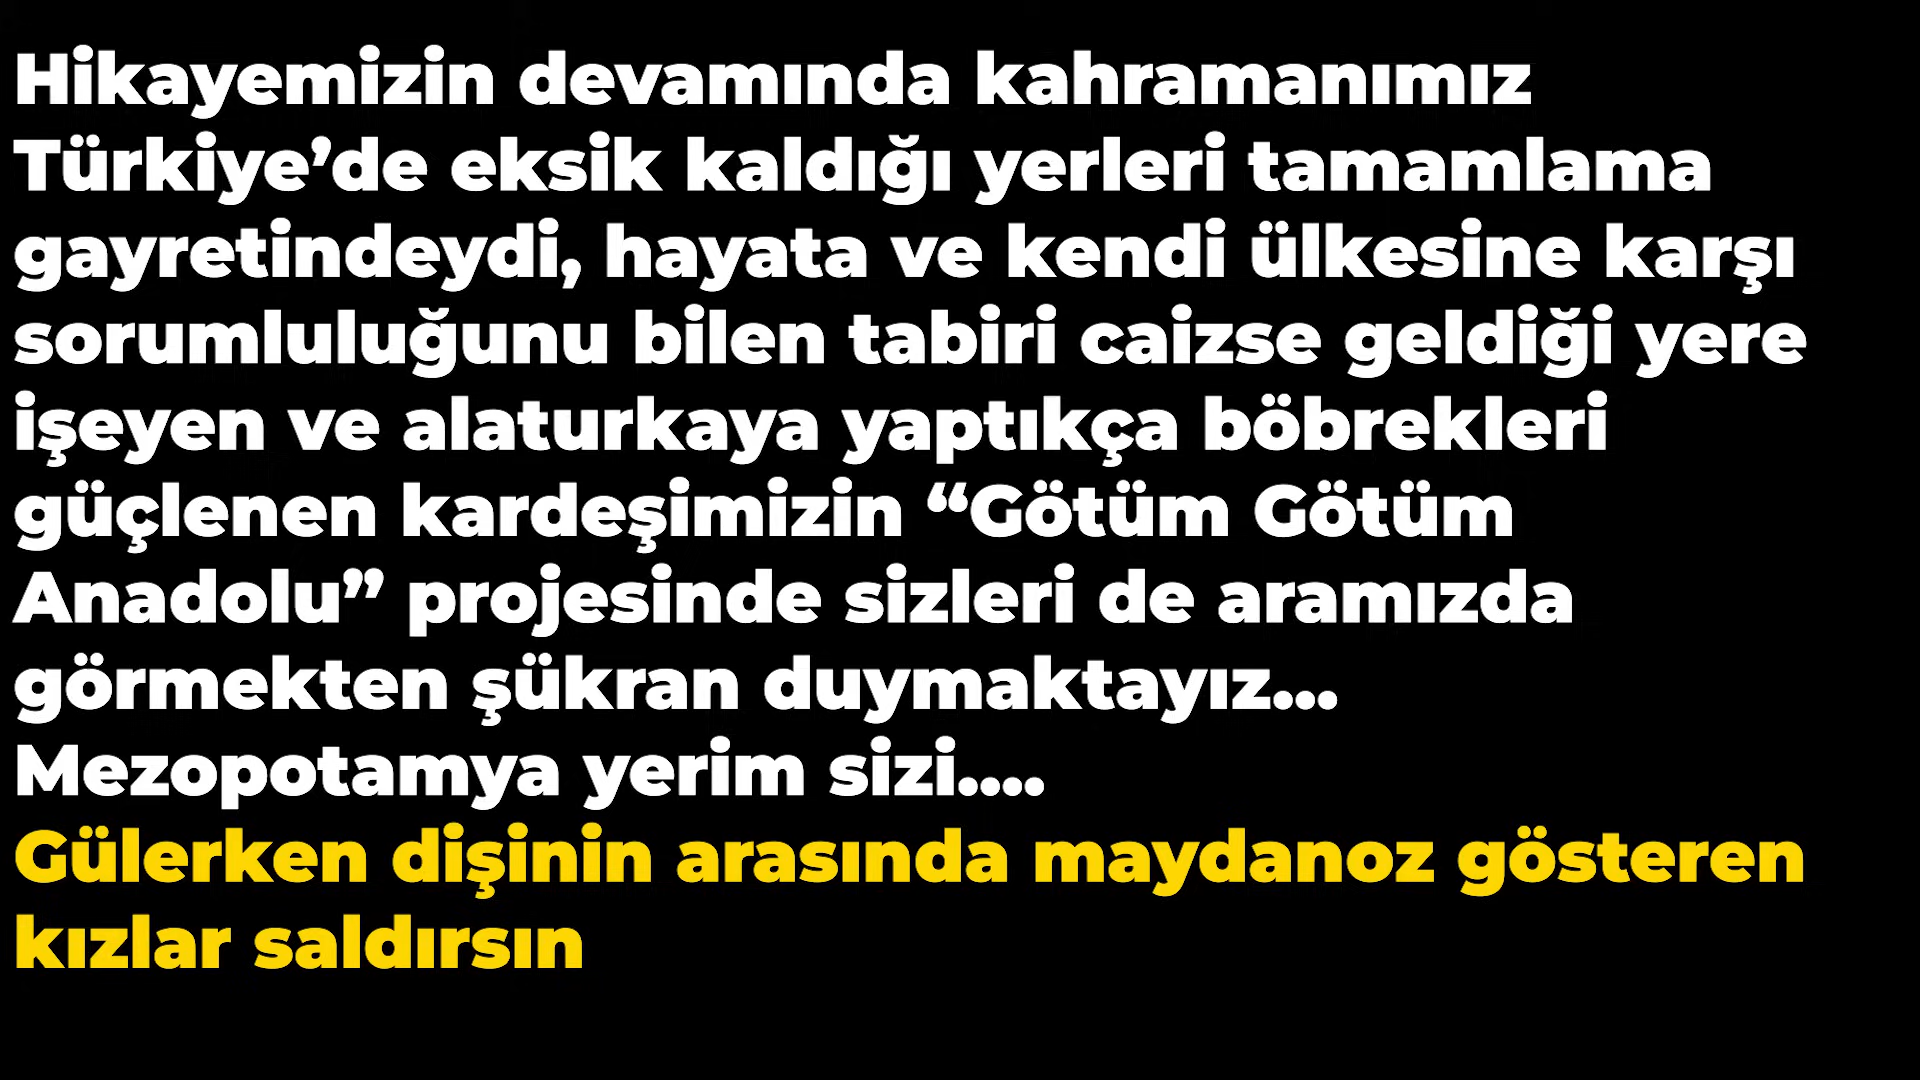 Hikayemizin devamında kahramanımız
Türkiye’de eksik kaldığı yerleri tamamlama
gayretindeydi, hayata ve kendi ülkesine karşı
sorumluluğunu bilen tabiri caizse geldiği yere
işeyen ve alaturkaya yaptıkça böbrekleri
güçlenen kardeşimizin “Götüm Götüm
Anadolu” projesinde sizleri de aramızda
görmekten şükran duymaktayız...
Mezopotamya yerim sizi....
Gülerken dişinin arasında maydanoz gösteren
kızlar saldırsın